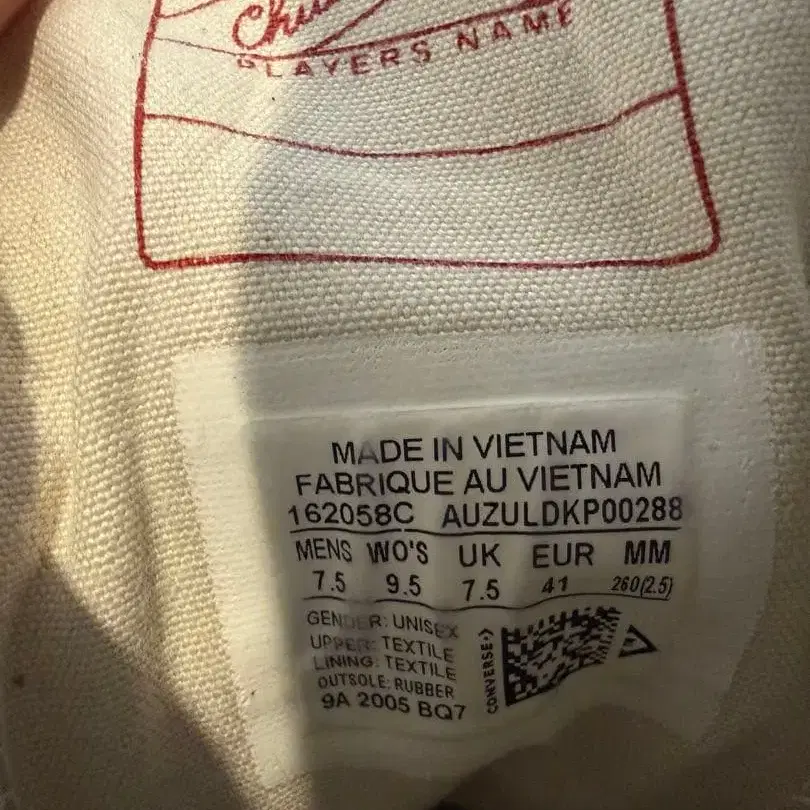 PLAYERS NAME
MADE IN VIETNAM
FABRIQUE AU VIETNAM
162058C AUZULDKP00288
MENS WO'S UK EUR MM
7.5 9.5 7.5 41 260(2.5)
GENDER: UNISEX
UPPER: TEXTILE
LINING: TEXTILE
OUTSOLE: RUBBER
9A 2005 BQ7
CONVERSE